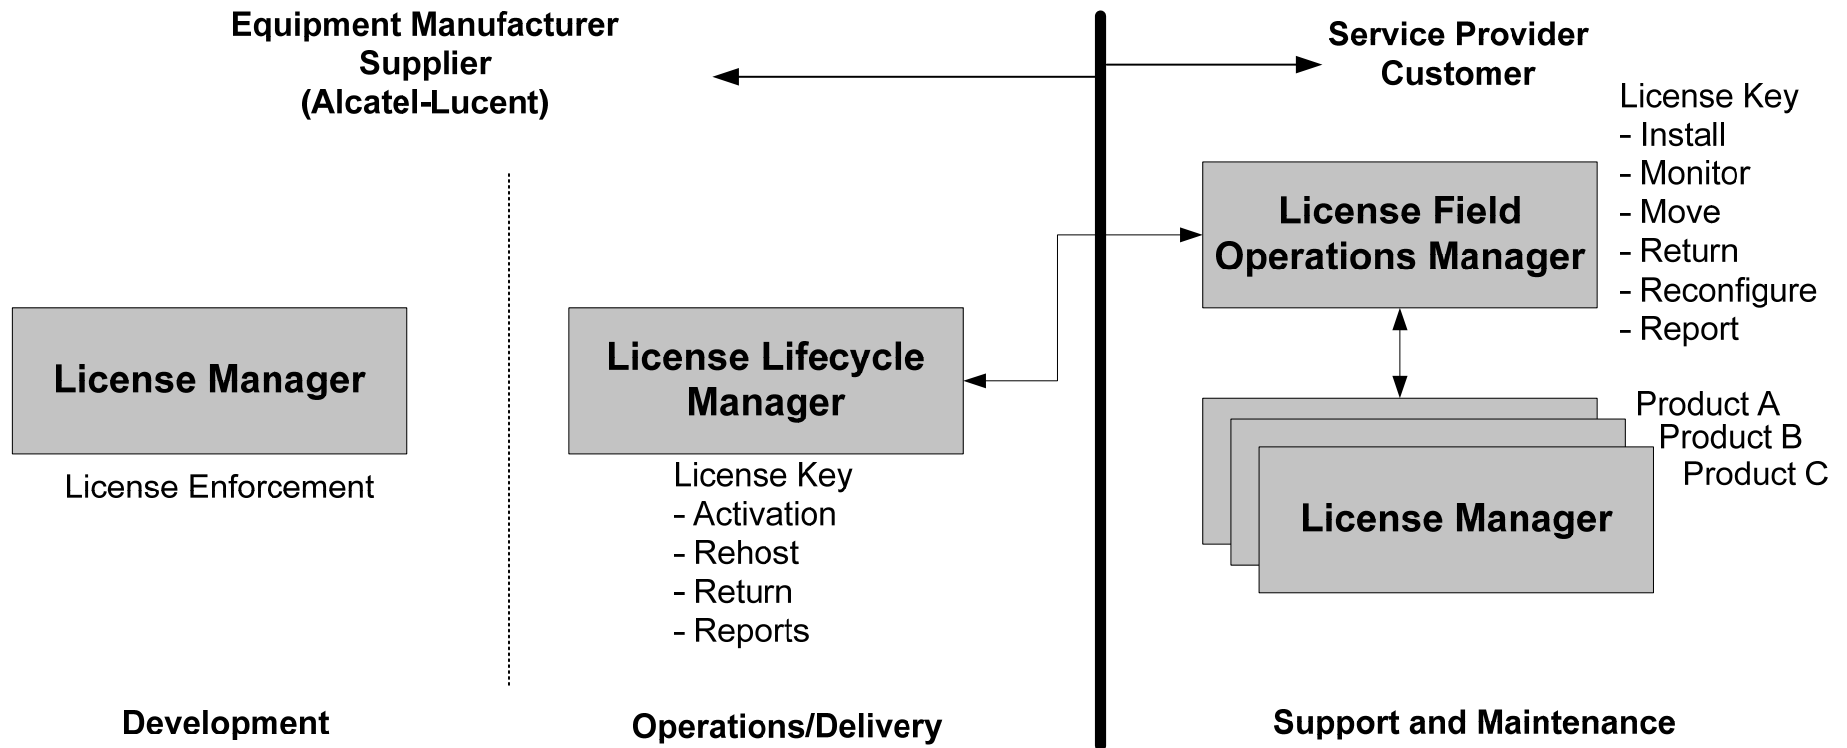 Equipment Manufacturer
Supplier
(Alcatel-Lucent)
Service Provider
Customer
License Key
- Install
- Monitor
- Move
- Return
- Reconfigure
- Report
License Field
Operations Manager
License Manager
License Enforcement
License Lifecycle
Manager
License Key
- Activation
- Rehost
- Return
- Reports
Product A
Product B
Product C
License Manager
Development
Operations/Delivery
Support and Maintenance